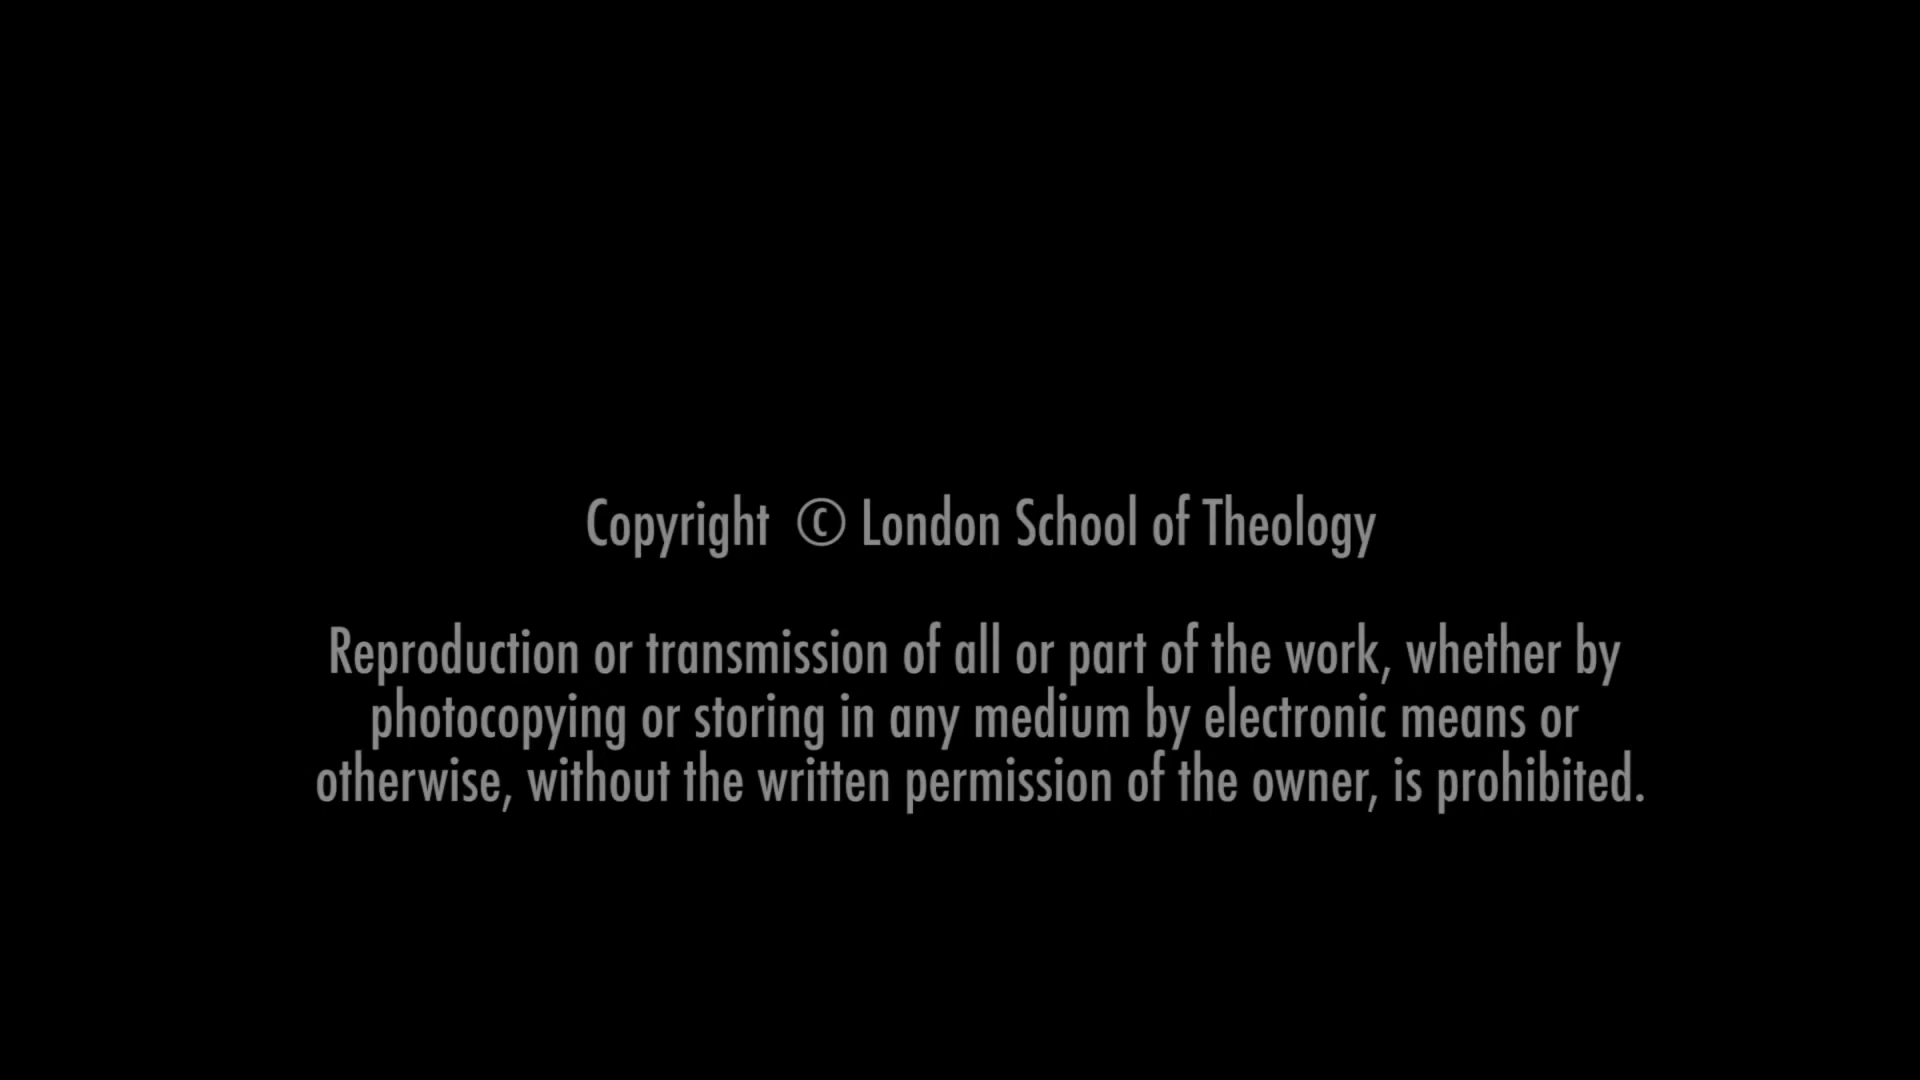 Copyright © London School of Theology
Reproduction or transmission of all or part of the work, whether by
photocopying or storing in any medium by electronic means or
otherwise, without the written permission of the owner, is prohibited.